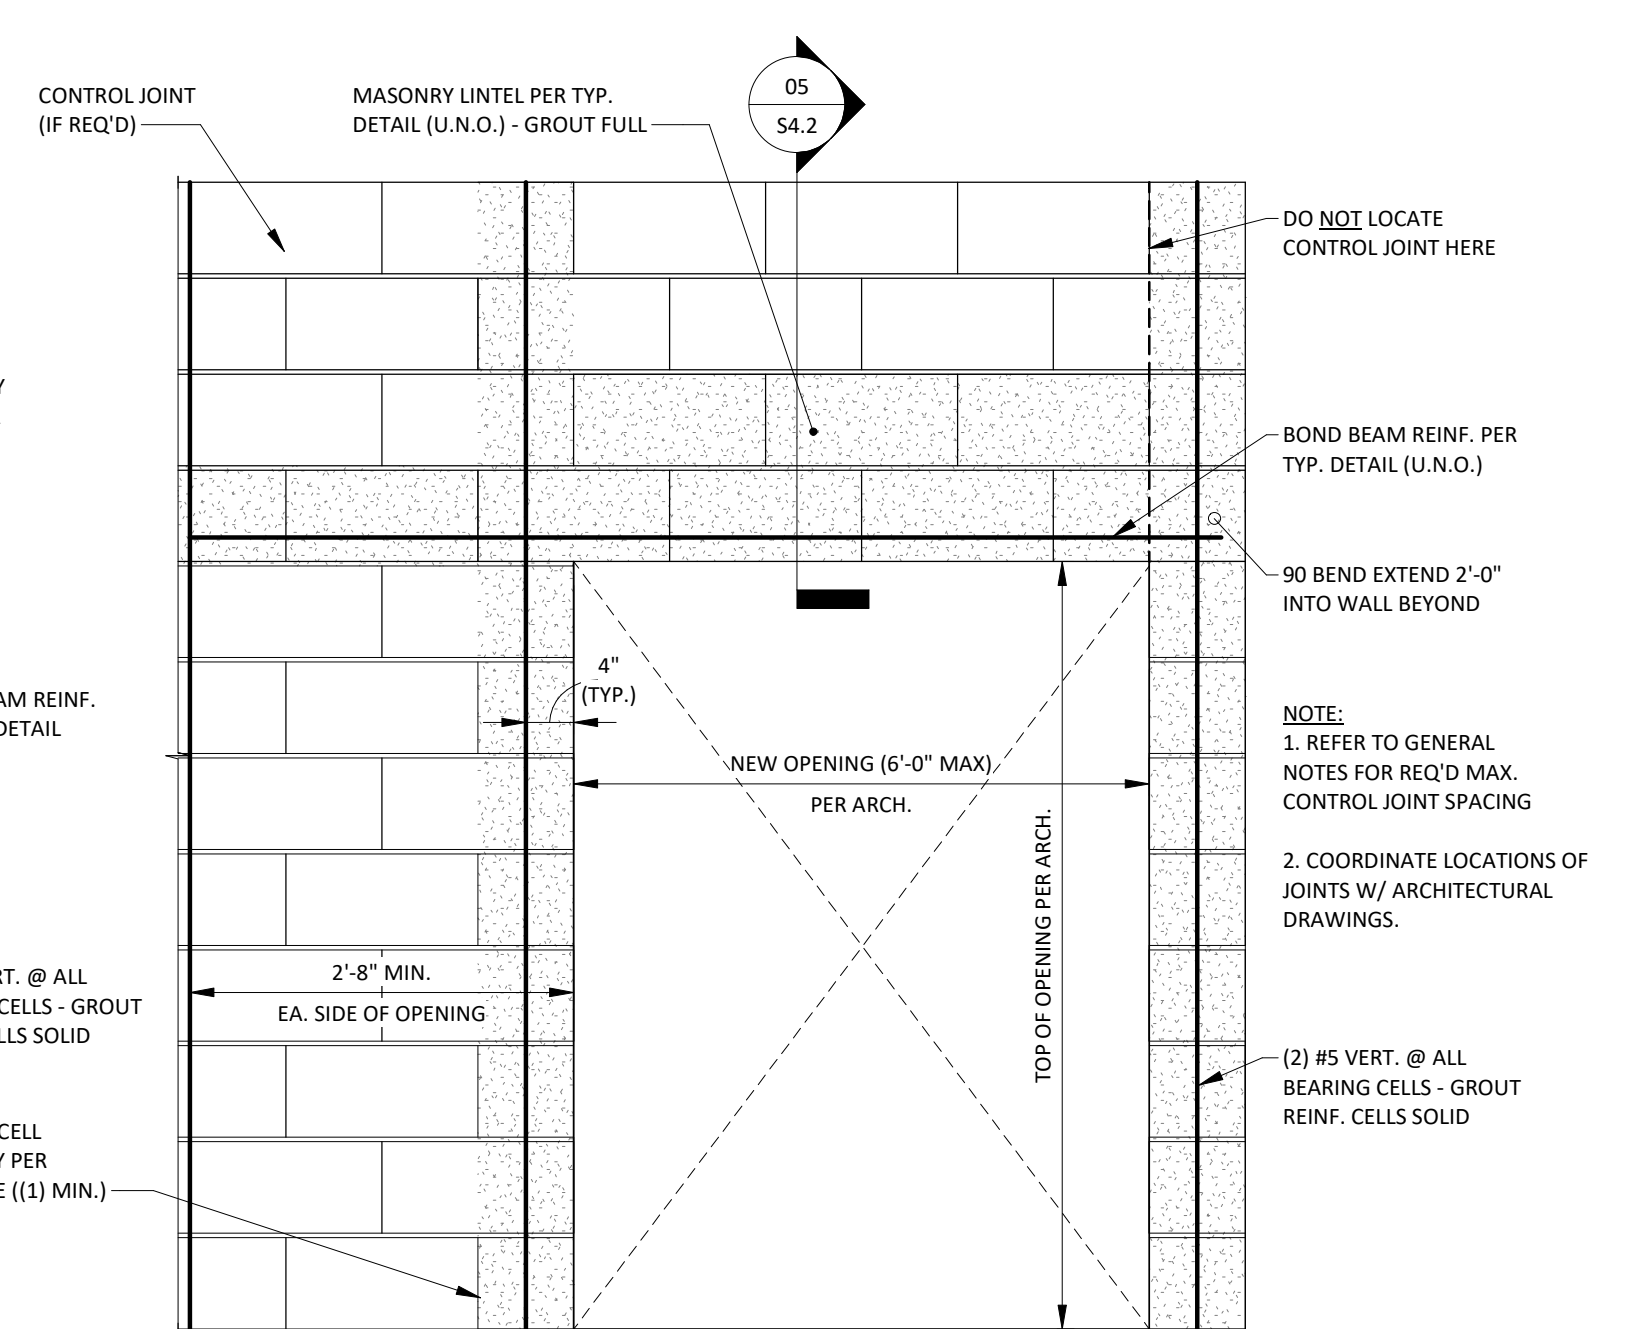 CONTROL JOINT
(IF REQ'D)
MASONRY LINTEL PER TYP.
DETAIL (U.N.O.) - GROUT FULL
05
S4.2
DO NOT LOCATE
CONTROL JOINT HERE
Y
BOND BEAM REINF. PER
TYP. DETAIL (U.N.O.)
90 BEND EXTEND 2'-0"
INTO WALL BEYOND
4"
(TYP.)
AM REINF.
DETAIL
NEW OPENING (6'-0" MAX)
PER ARCH.
TOP OF OPENING PER ARCH.
NOTE:
1. REFER TO GENERAL
NOTES FOR REQ'D MAX.
CONTROL JOINT SPACING
2. COORDINATE LOCATIONS OF
JOINTS W/ ARCHITECTURAL
DRAWINGS.
RT. @ ALL
CELLS - GROUT
LLS SOLID
2'-8" MIN.
EA. SIDE OF OPENING
(2) #5 VERT. @ ALL
BEARING CELLS - GROUT
REINF. CELLS SOLID
CELL
Y PER
E ((1) MIN.)